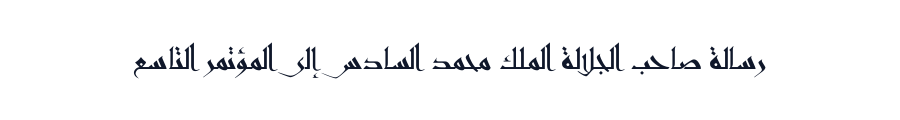 رسالة صاحب الجلالة الملك محمد السادس إلى المؤتمر التاسع